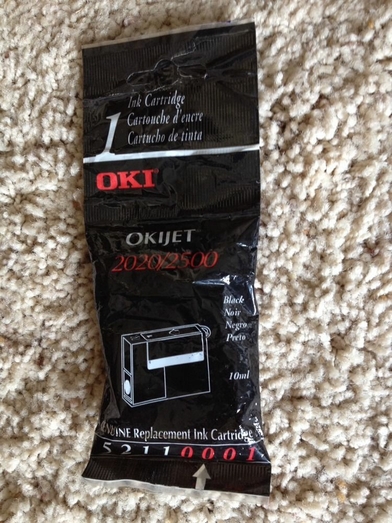 1
Ink Cartridge
Cartouche d'encre
Cartucho de tinta
OKI
OKIJET
2020/2500
Black
Noir
Negro
Preto
10ml
GENUINE Replacement Ink Cartridge
52110001